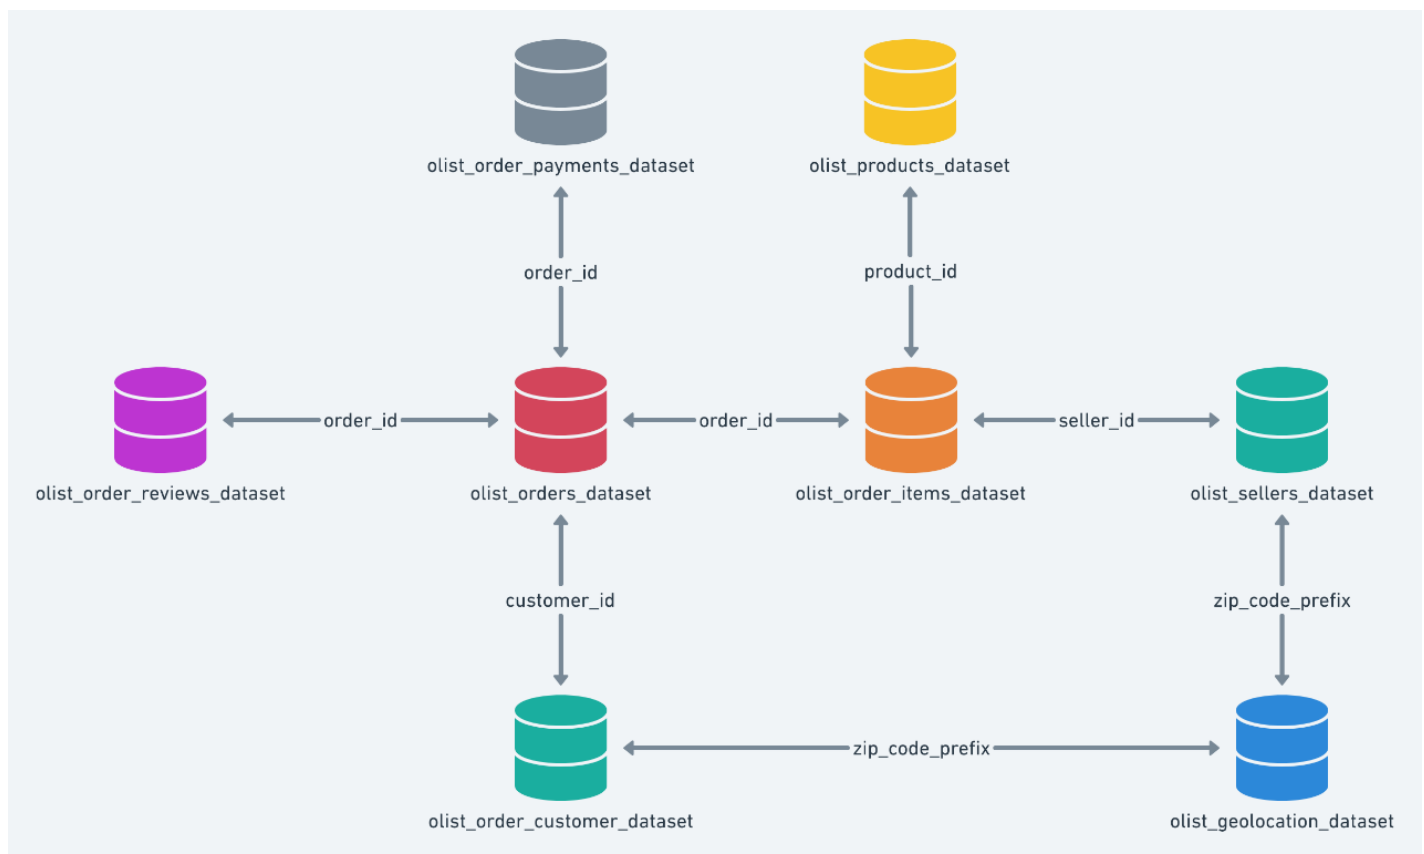 olist_order_payments_dataset
olist_products_dataset
order_id
product_id
order_id
order_id
seller_id
olist_order_reviews_dataset
olist_orders_dataset
olist_order_items_dataset
olist_sellers_dataset
customer_id
zip_code_prefix
zip_code_prefix
olist_order_customer_dataset
olist_geolocation_dataset